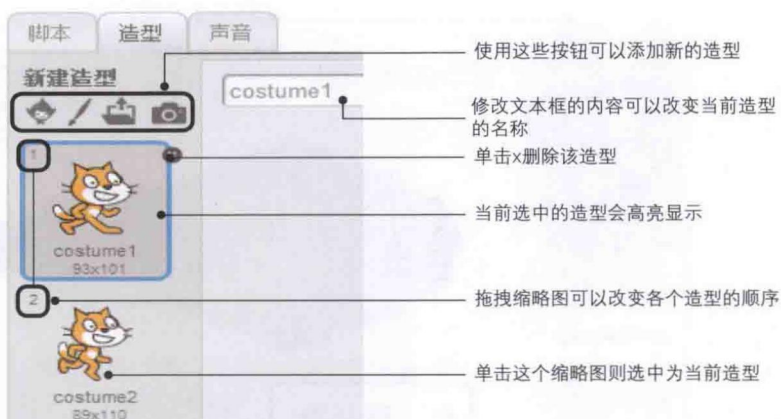 脚本 造型 声音
新建造型
costume1
1
costume1
93x101
2
costume2
89x110
使用这些按钮可以添加新的造型
修改文本框的内容可以改变当前造型
的名称
单击x删除该造型
当前选中的造型会高亮显示
拖拽缩略图可以改变各个造型的顺序
单击这个缩略图则选中为当前造型